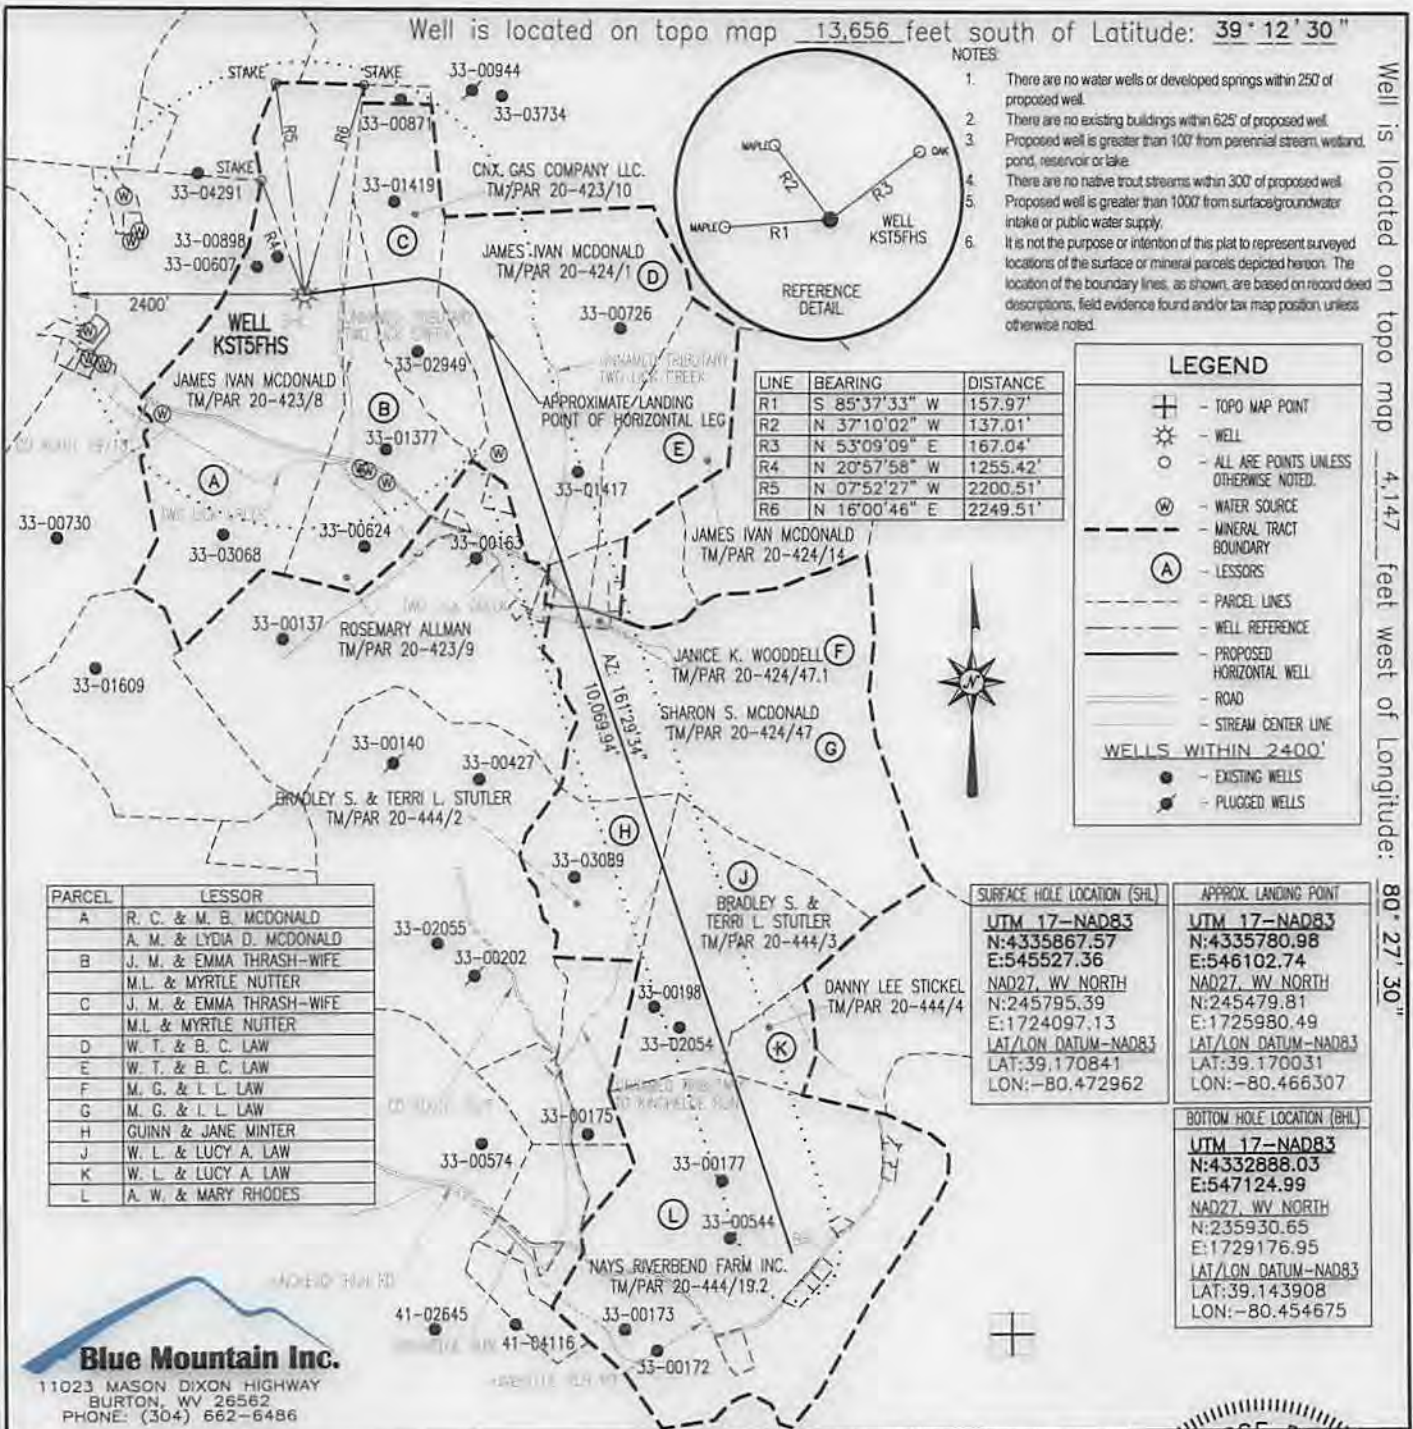 Well is located on topo map 13,656 feet south of Latitude: 39° 12' 30"
Well is located on topo map 4,147 feet west of Longitude: 80° 27' 30"
NOTES:
1. There are no water wells or developed springs within 250' of
proposed well.
2. There are no existing buildings within 625' of proposed well.
3. Proposed well is greater than 100' from perennial stream, wetland,
pond, reservoir or lake.
4. There are no native trout streams within 300' of proposed well.
5. Proposed well is greater than 1000' from surface/groundwater
intake or public water supply.
6. It is not the purpose or intention of this plat to represent surveyed
locations of the surface or mineral parcels depicted hereon. The
location of the boundary lines, as shown, are based on record deed
descriptions, field evidence found and/or tax map position, unless
otherwise noted.
MAPLE
OAK
R2
R3
MAPLE
R1
WELL
KST5FHS
REFERENCE
DETAIL
STAKE
STAKE
33-00944
33-03734
R5
R6
33-00871
STAKE
33-04291
33-01419
CNX GAS COMPANY LLC.
TM/PAR 20-423/10
C
33-00898
33-00607
R4
JAMES IVAN MCDONALD
TM/PAR 20-424/1
D
2400'
WELL
KST5FHS
SHL
33-00726
33-02949
UNNAMED TRIBUTARY
TWO LICK CREEK
UNNAMED TRIBUTARY
TWO LICK CREEK
JAMES IVAN MCDONALD
TM/PAR 20-423/8
B
33-01377
APPROXIMATE LANDING
POINT OF HORIZONTAL LEG
E
33-01417
A
33-00730
TWO LICK CREEK
33-03068
33-00624
33-00163
JAMES IVAN MCDONALD
TM/PAR 20-424/14
TWO LICK CREEK
33-00137
ROSEMARY ALLMAN
TM/PAR 20-423/9
33-01609
JANICE K. WOODDELL
TM/PAR 20-424/47.1
F
AZ: 161°29'34"
10,069.94'
SHARON S. MCDONALD
TM/PAR 20-424/47
G
33-00140
33-00427
BRADLEY S. & TERRI L. STUTLER
TM/PAR 20-444/2
H
33-03089
J
BRADLEY S. &
TERRI L. STUTLER
TM/PAR 20-444/3
33-02055
33-00202
33-00198
33-02054
DANNY LEE STICKEL
TM/PAR 20-444/4
K
33-00175
33-00574
33-00177
L
33-00544
NAYS RIVERBEND FARM INC.
TM/PAR 20-444/19.2
41-02645
41-04116
33-00173
33-00172
LINE BEARING DISTANCE
R1 S 85°37'33" W 157.97'
R2 N 37°10'02" W 137.01'
R3 N 53°09'09" E 167.04'
R4 N 20°57'58" W 1255.42'
R5 N 07°52'27" W 2200.51'
R6 N 16°00'46" E 2249.51'
LEGEND
- TOPO MAP POINT
- WELL
- ALL ARE POINTS UNLESS
OTHERWISE NOTED.
W - WATER SOURCE
- MINERAL TRACT
BOUNDARY
A - LESSORS
- PARCEL LINES
- WELL REFERENCE
- PROPOSED
HORIZONTAL WELL
- ROAD
- STREAM CENTER LINE
WELLS WITHIN 2400'
- EXISTING WELLS
- PLUGGED WELLS
N
PARCEL LESSOR
A R. C. & M. B. MCDONALD
A. M. & LYDIA D. MCDONALD
B J. M. & EMMA THRASH-WIFE
M.L. & MYRTLE NUTTER
C J. M. & EMMA THRASH-WIFE
M.L & MYRTLE NUTTER
D W. T. & B. C. LAW
E W. T. & B. C. LAW
F M. G. & I. L. LAW
G M. G. & I. L. LAW
H GUINN & JANE MINTER
J W. L. & LUCY A. LAW
K W. L. & LUCY A. LAW
L A. W. & MARY RHODES
SURFACE HOLE LOCATION (SHL)
UTM 17-NAD83
N:4335867.57
E:545527.36
NAD27, WV NORTH
N:245795.39
E:1724097.13
LAT/LON DATUM-NAD83
LAT:39.170841
LON:-80.472962
APPROX. LANDING POINT
UTM 17-NAD83
N:4335780.98
E:546102.74
NAD27, WV NORTH
N:245479.81
E:1725980.49
LAT/LON DATUM-NAD83
LAT:39.170031
LON:-80.466307
BOTTOM HOLE LOCATION (BHL)
UTM 17-NAD83
N:4332888.03
E:547124.99
NAD27, WV NORTH
N:235930.65
E:1729176.95
LAT/LON DATUM-NAD83
LAT:39.143908
LON:-80.454675
Blue Mountain Inc.
11023 MASON DIXON HIGHWAY
BURTON, WV 26562
PHONE: (304) 662-6486